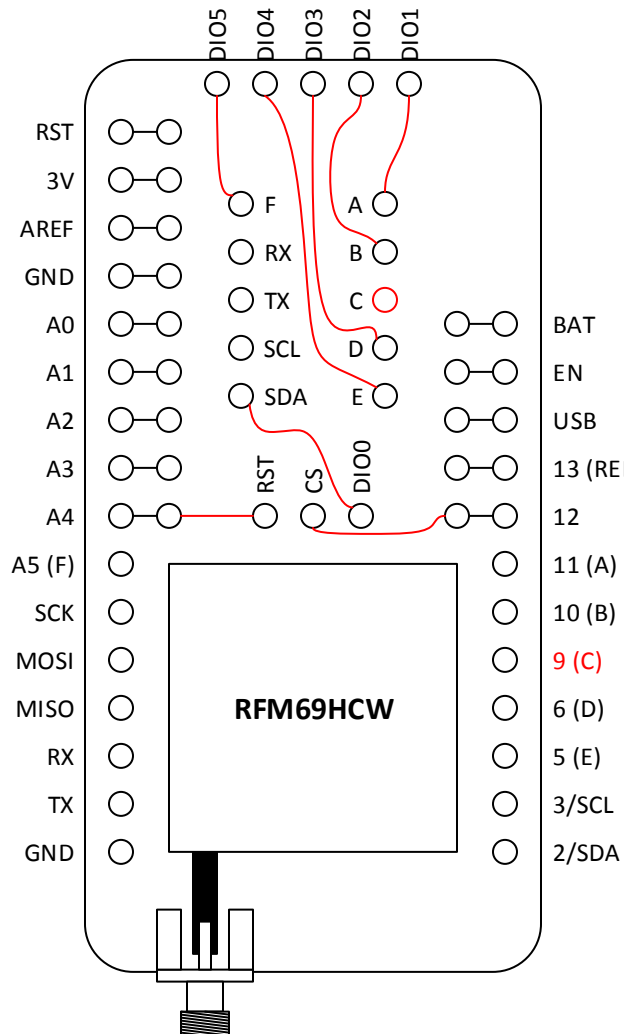 DIO5
DIO4
DIO3
DIO2
DIO1
RST
3V
AREF
GND
A0
A1
A2
A3
A4
A5 (F)
SCK
MOSI
MISO
RX
TX
GND
F
RX
TX
SCL
SDA
A
B
C
D
E
RST
CS
DIO0
BAT
EN
USB
13 (RE
12
11 (A)
10 (B)
9 (C)
6 (D)
5 (E)
3/SCL
2/SDA
RFM69HCW